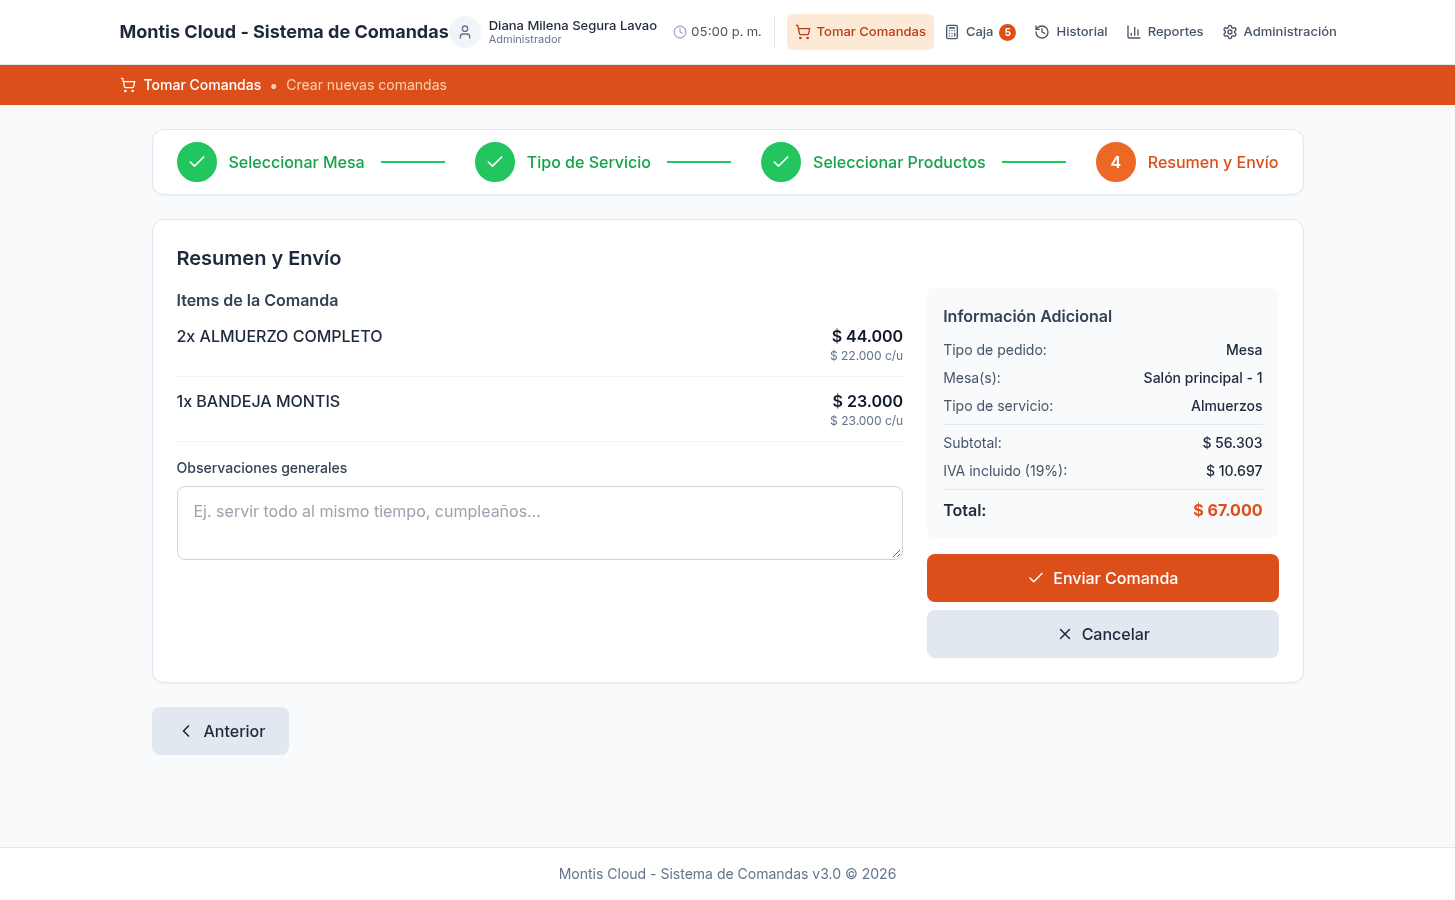 Montis Cloud - Sistema de Comandas
Diana Milena Segura Lavao
Administrador
05:00 p. m.
Tomar Comandas
Caja 5
Historial
Reportes
Administración
Tomar Comandas • Crear nuevas comandas
Seleccionar Mesa
Tipo de Servicio
Seleccionar Productos
4 Resumen y Envío
Resumen y Envío
Items de la Comanda
2x ALMUERZO COMPLETO $ 44.000
$ 22.000 c/u
1x BANDEJA MONTIS $ 23.000
$ 23.000 c/u
Observaciones generales
Ej. servir todo al mismo tiempo, cumpleaños...
Información Adicional
Tipo de pedido: Mesa
Mesa(s): Salón principal - 1
Tipo de servicio: Almuerzos
Subtotal: $ 56.303
IVA incluido (19%): $ 10.697
Total: $ 67.000
Enviar Comanda
Cancelar
Anterior
Montis Cloud - Sistema de Comandas v3.0 © 2026